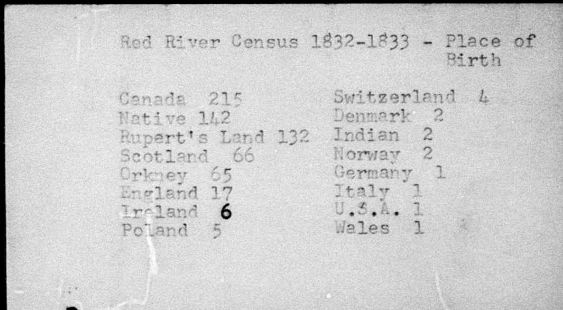 Red River Census 1832-1833 - Place of
Birth
Canada 215
Native 142
Rupert's Land 132
Scotland 66
Orkney 65
England 17
Ireland 6
Poland 5
Switzerland 4
Denmark 2
Indian 2
Norway 2
Germany 1
Italy 1
U.S.A. 1
Wales 1